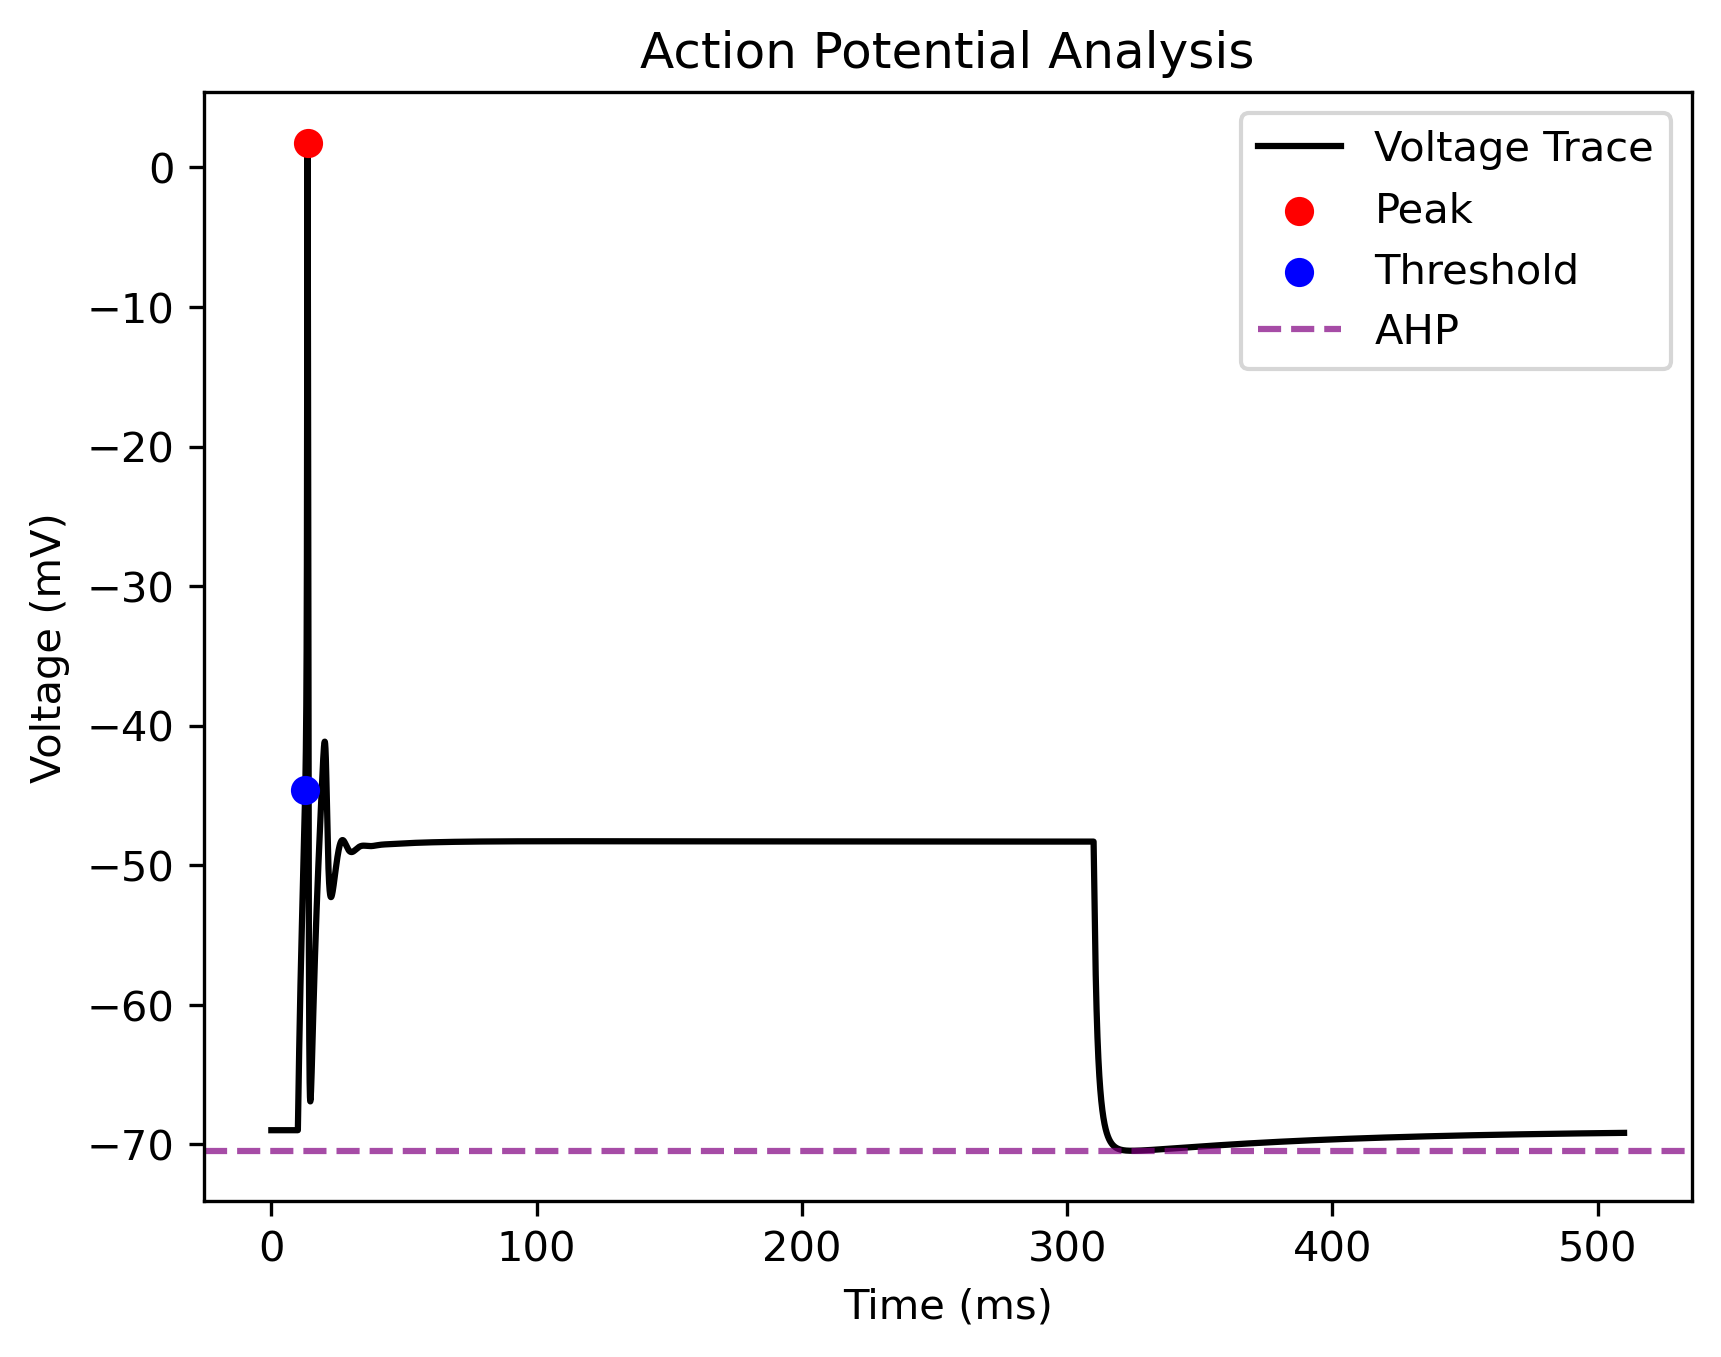 Action Potential Analysis
Voltage Trace
Peak
Threshold
AHP
Voltage (mV)
0
−10
−20
−30
−40
−50
−60
−70
0 100 200 300 400 500
Time (ms)